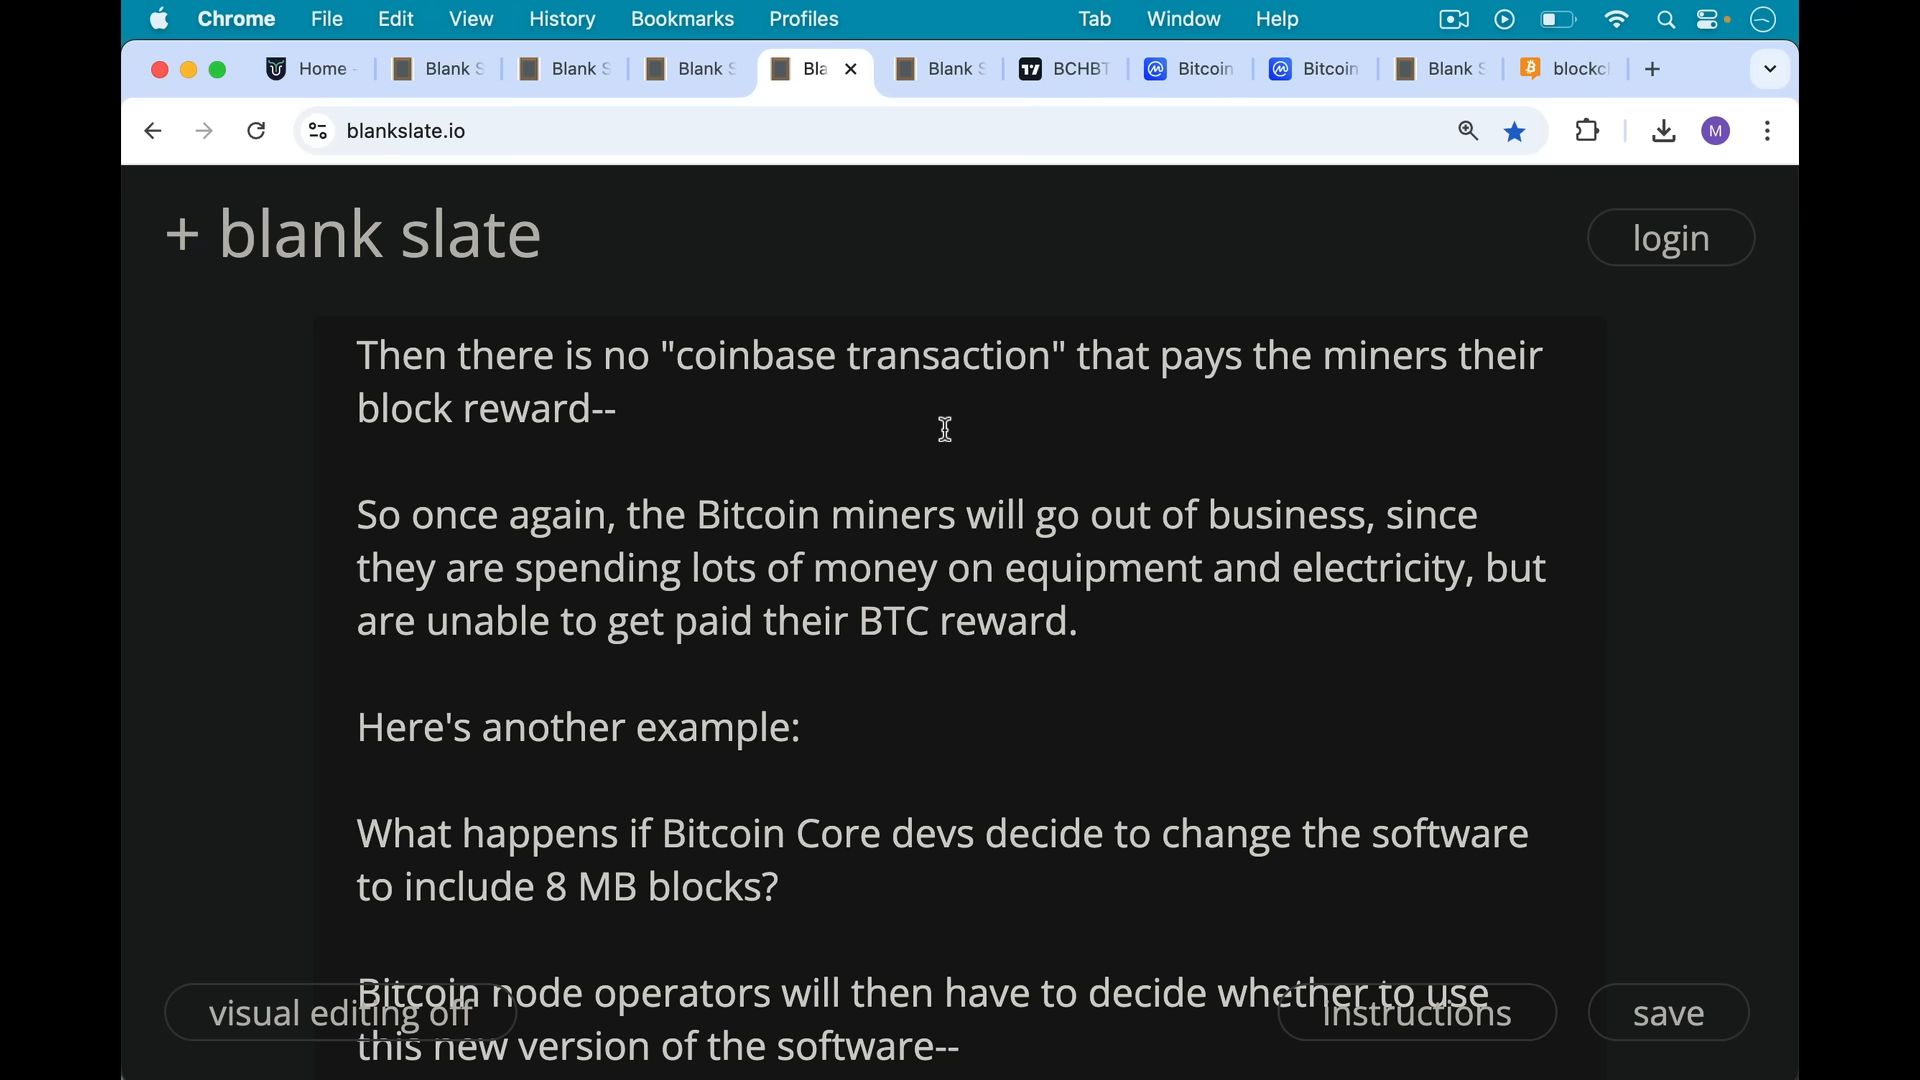 Chrome File Edit View History Bookmarks Profiles Tab Window Help
Home Blank S Blank S Blank S Bla Blank S BCHBT Bitcoin Bitcoin Blank S blockc
blankslate.io
M
+ blank slate
login
Then there is no "coinbase transaction" that pays the miners their
block reward--
So once again, the Bitcoin miners will go out of business, since
they are spending lots of money on equipment and electricity, but
are unable to get paid their BTC reward.
Here's another example:
What happens if Bitcoin Core devs decide to change the software
to include 8 MB blocks?
Bitcoin node operators will then have to decide whether to use
visual editing off
instructions
save
this new version of the software--